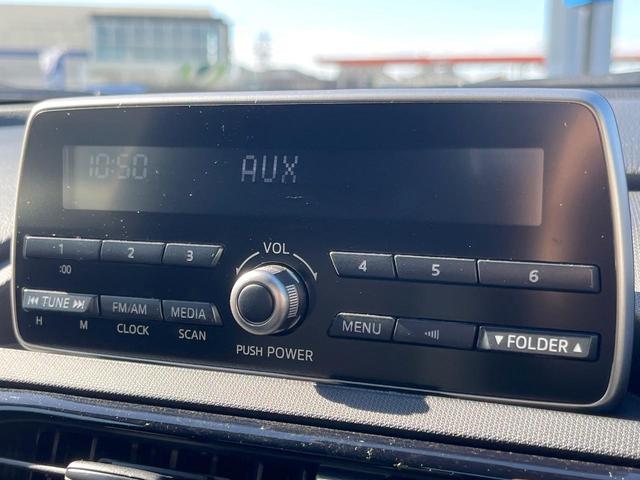 10:50 AUX
1 2 3 VOL 4 5 6
:00
TUNE FM/AM MEDIA MENU ▼ FOLDER ▲
H M CLOCK SCAN
PUSH POWER